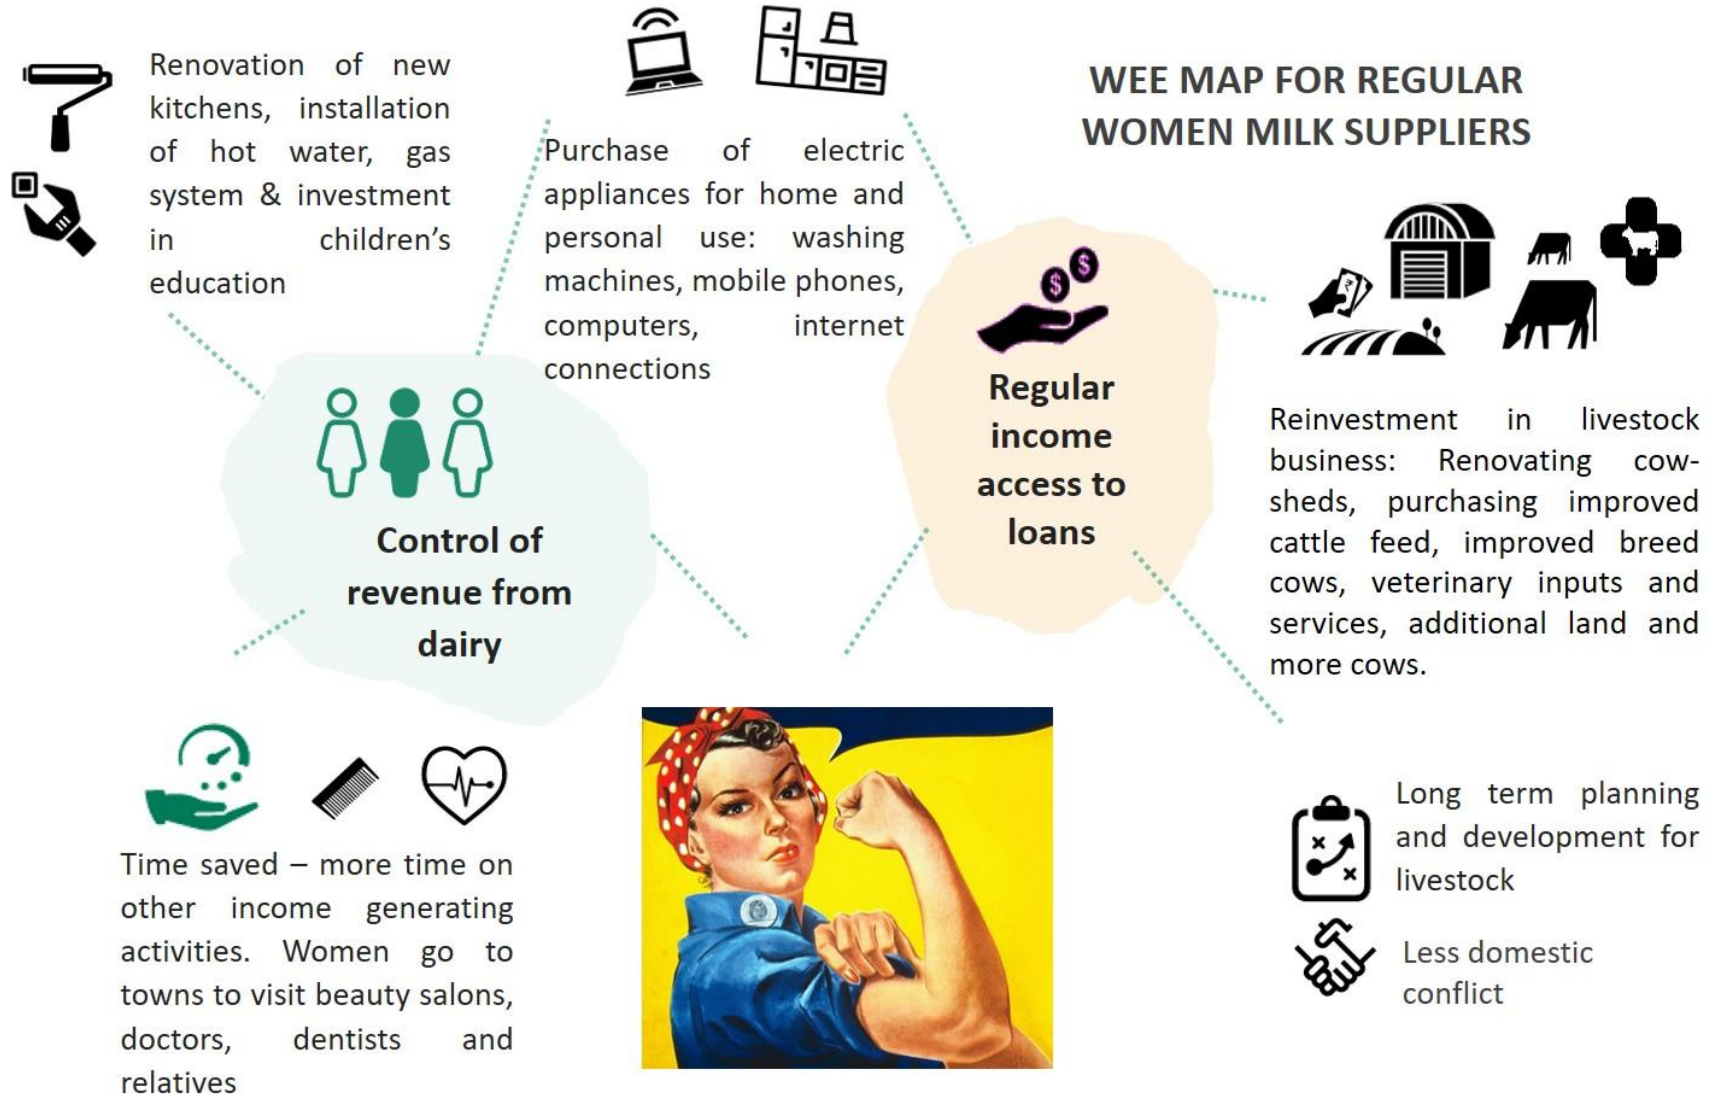 WEE MAP FOR REGULAR
WOMEN MILK SUPPLIERS
Renovation of new
kitchens, installation
of hot water, gas
system & investment
in children’s
education
Purchase of electric
appliances for home and
personal use: washing
machines, mobile phones,
computers, internet
connections
$ $
Regular
income
access to
loans
Control of
revenue from
dairy
Reinvestment in livestock
business: Renovating cow-
sheds, purchasing improved
cattle feed, improved breed
cows, veterinary inputs and
services, additional land and
more cows.
Time saved – more time on
other income generating
activities. Women go to
towns to visit beauty salons,
doctors, dentists and
relatives
Long term planning
and development for
livestock
Less domestic
conflict